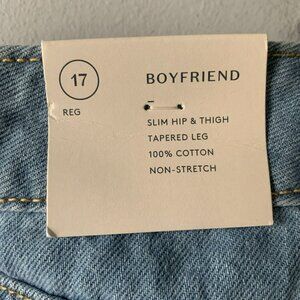 17
REG
BOYFRIEND
SLIM HIP & THIGH
TAPERED LEG
100% COTTON
NON-STRETCH